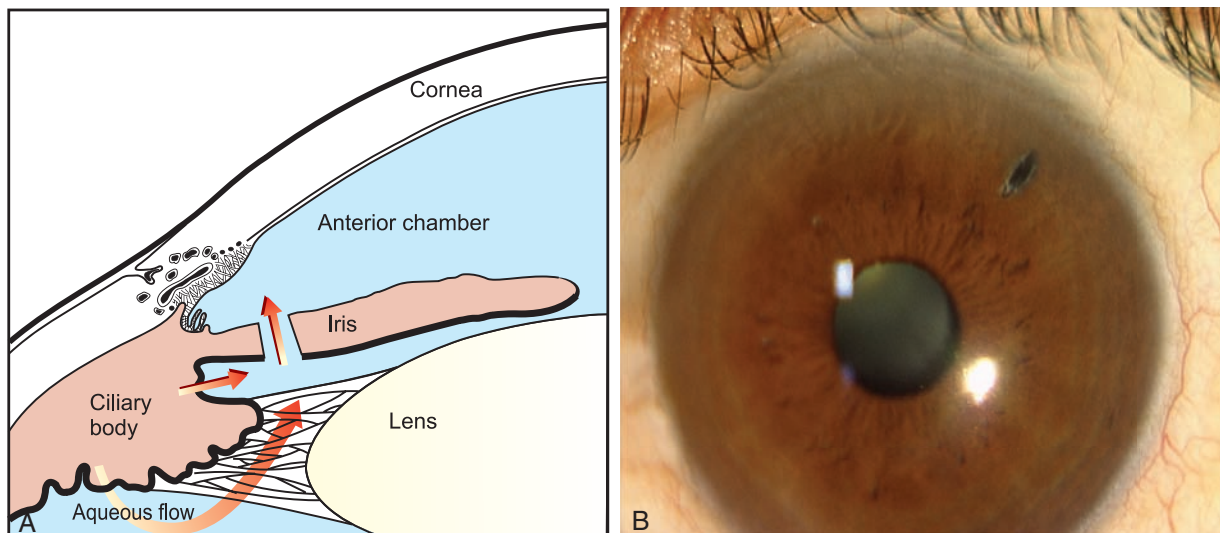 Cornea
Anterior chamber
Iris
Ciliary
body
Lens
Aqueous flow
A
B